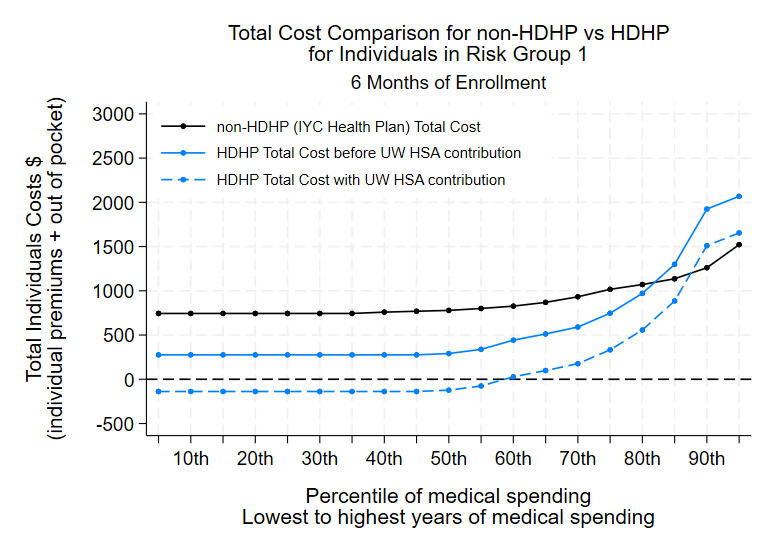 Total Cost Comparison for non-HDHP vs HDHP
for Individuals in Risk Group 1
6 Months of Enrollment
Total Individuals Costs $
(individual premiums + out of pocket)
3000
2500
2000
1500
1000
500
0
-500
non-HDHP (IYC Health Plan) Total Cost
HDHP Total Cost before UW HSA contribution
HDHP Total Cost with UW HSA contribution
10th 20th 30th 40th 50th 60th 70th 80th 90th
Percentile of medical spending
Lowest to highest years of medical spending